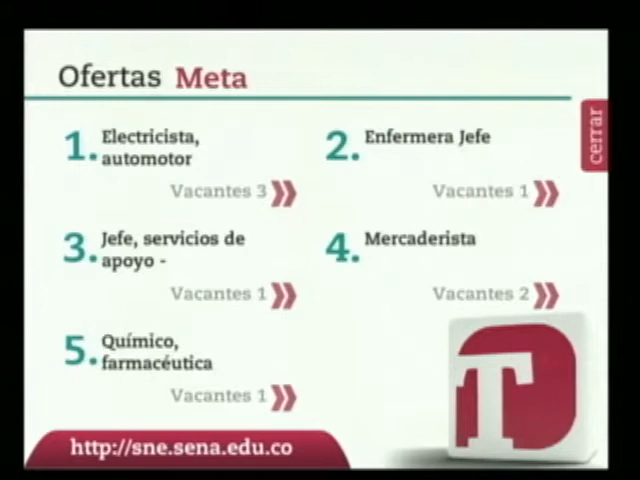 Ofertas Meta
cerrar
1. Electricista,
automotor
Vacantes 3
2. Enfermera Jefe
Vacantes 1
3. Jefe, servicios de
apoyo -
Vacantes 1
4. Mercaderista
Vacantes 2
5. Químico,
farmacéutica
Vacantes 1
T
http://sne.sena.edu.co